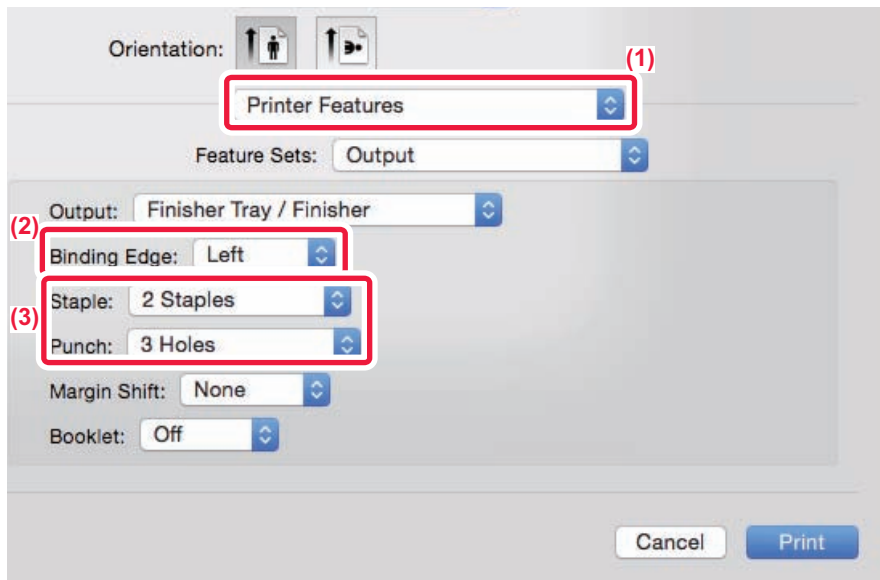 Orientation:
(1)
Printer Features
Feature Sets: Output
Output: Finisher Tray / Finisher
(2)
Binding Edge: Left
(3)
Staple: 2 Staples
Punch: 3 Holes
Margin Shift: None
Booklet: Off
Cancel Print